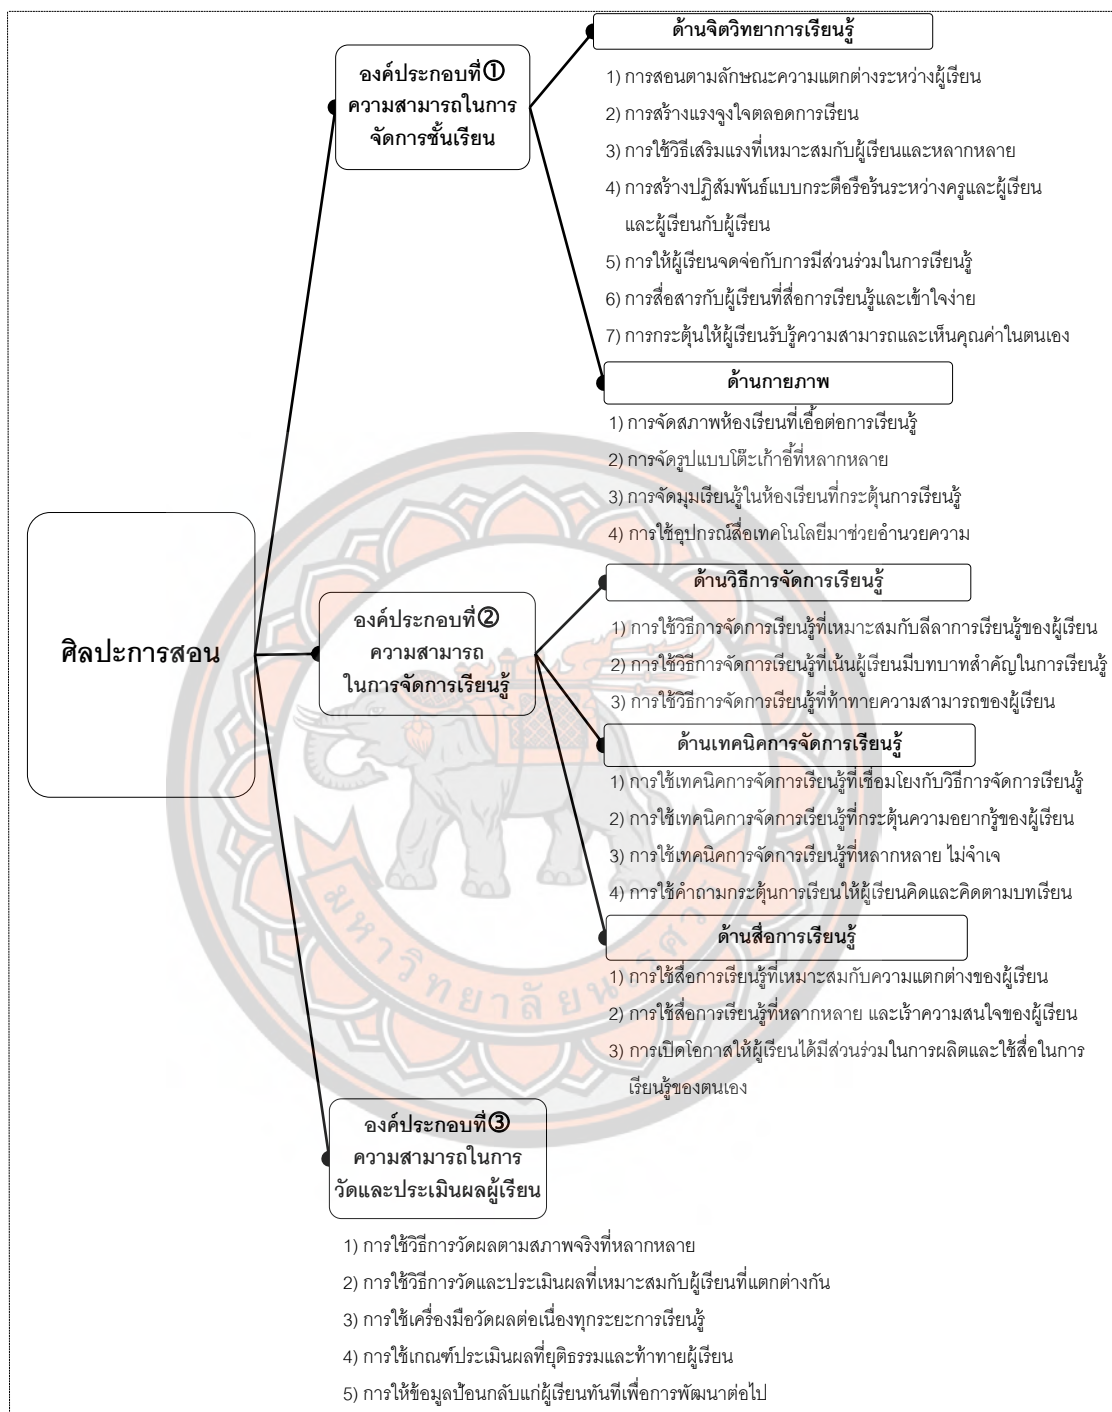 ศิลปะการสอน
องค์ประกอบที่①
ความสามารถในการ
จัดการชั้นเรียน
ด้านจิตวิทยาการเรียนรู้
1) การสอนตามลักษณะความแตกต่างระหว่างผู้เรียน
2) การสร้างแรงจูงใจตลอดการเรียน
3) การใช้วิธีเสริมแรงที่เหมาะสมกับผู้เรียนและหลากหลาย
4) การสร้างปฏิสัมพันธ์แบบกระตือรือร้นระหว่างครูและผู้เรียน
และผู้เรียนกับผู้เรียน
5) การให้ผู้เรียนจดจ่อกับการมีส่วนร่วมในการเรียนรู้
6) การสื่อสารกับผู้เรียนที่สื่อการเรียนรู้และเข้าใจง่าย
7) การกระตุ้นให้ผู้เรียนรับรู้ความสามารถและเห็นคุณค่าในตนเอง
ด้านกายภาพ
1) การจัดสภาพห้องเรียนที่เอื้อต่อการเรียนรู้
2) การจัดรูปแบบโต๊ะเก้าอี้ที่หลากหลาย
3) การจัดมุมเรียนรู้ในห้องเรียนที่กระตุ้นการเรียนรู้
4) การใช้อุปกรณ์สื่อเทคโนโลยีมาช่วยอำนวยความ
องค์ประกอบที่②
ความสามารถ
ในการจัดการเรียนรู้
ด้านวิธีการจัดการเรียนรู้
1) การใช้วิธีการจัดการเรียนรู้ที่เหมาะสมกับลีลาการเรียนรู้ของผู้เรียน
2) การใช้วิธีการจัดการเรียนรู้ที่เน้นผู้เรียนมีบทบาทสำคัญในการเรียนรู้
3) การใช้วิธีการจัดการเรียนรู้ที่ท้าทายความสามารถของผู้เรียน
ด้านเทคนิคการจัดการเรียนรู้
1) การใช้เทคนิคการจัดการเรียนรู้ที่เชื่อมโยงกับวิธีการจัดการเรียนรู้
2) การใช้เทคนิคการจัดการเรียนรู้ที่กระตุ้นความอยากรู้ของผู้เรียน
3) การใช้เทคนิคการจัดการเรียนรู้ที่หลากหลาย ไม่จำเจ
4) การใช้คำถามกระตุ้นการเรียนให้ผู้เรียนคิดและคิดตามบทเรียน
ด้านสื่อการเรียนรู้
1) การใช้สื่อการเรียนรู้ที่เหมาะสมกับความแตกต่างของผู้เรียน
2) การใช้สื่อการเรียนรู้ที่หลากหลาย และเร้าความสนใจของผู้เรียน
3) การเปิดโอกาสให้ผู้เรียนได้มีส่วนร่วมในการผลิตและใช้สื่อในการ
เรียนรู้ของตนเอง
องค์ประกอบที่③
ความสามารถในการ
วัดและประเมินผลผู้เรียน
1) การใช้วิธีการวัดผลตามสภาพจริงที่หลากหลาย
2) การใช้วิธีการวัดและประเมินผลที่เหมาะสมกับผู้เรียนที่แตกต่างกัน
3) การใช้เครื่องมือวัดผลต่อเนื่องทุกระยะการเรียนรู้
4) การใช้เกณฑ์ประเมินผลที่ยุติธรรมและท้าทายผู้เรียน
5) การให้ข้อมูลป้อนกลับแก่ผู้เรียนทันทีเพื่อการพัฒนาต่อไป
มหาวิทยาลัยนเรศวร